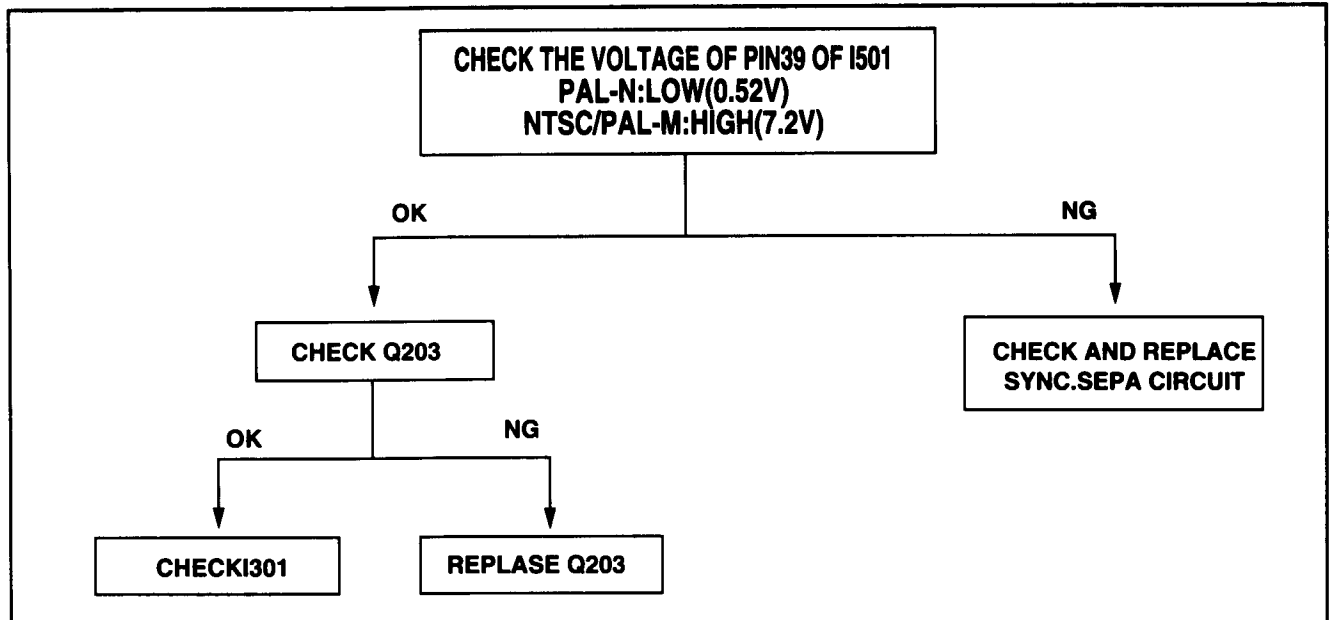 CHECK THE VOLTAGE OF PIN39 OF I501
PAL-N:LOW(0.52V)
NTSC/PAL-M:HIGH(7.2V)
OK
NG
CHECK Q203
CHECK AND REPLACE
SYNC.SEPA CIRCUIT
OK
NG
CHECKI301
REPLASE Q203